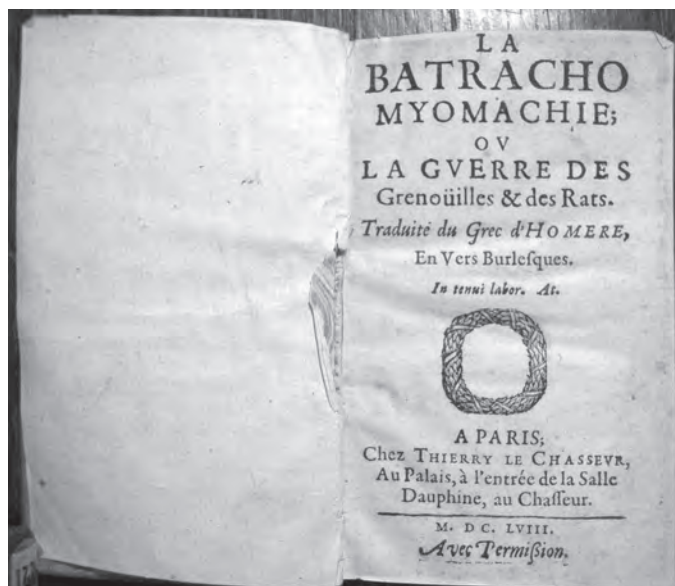 LA
BATRACHO
MYOMACHIE;
OV
LA GVERRE DES
Grenoüilles & des Rats.
Traduite du Grec d'HOMERE,
En Vers Burleſques.
In tenui labor. At.
A PARIS;
Chez THIERRY LE CHASSEVR,
Au Palais, à l'entrée de la Salle
Dauphine, au Chaſſeur.
M. DC. LVIII.
Avec Permiſsion.